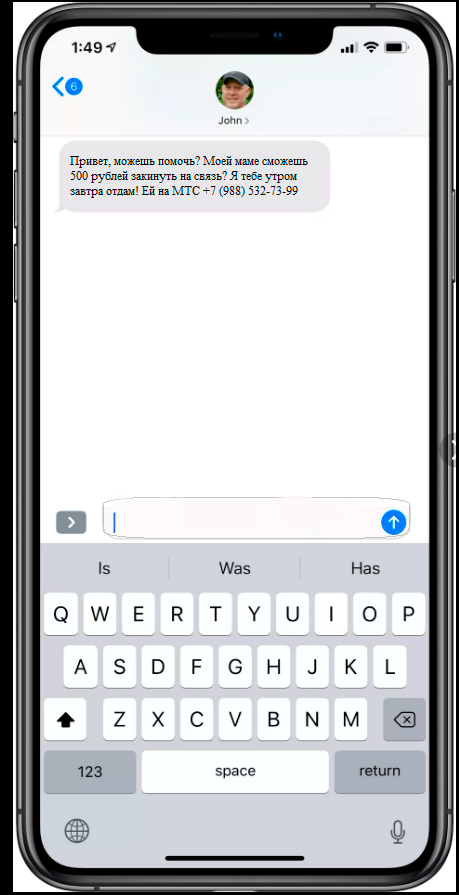 1:49
6
John >
Привет, можешь помочь? Моей маме сможешь
500 рублей закинуть на связь? Я тебе утром
завтра отдам! Ей на МТС +7 (988) 532-73-99
Is Was Has
Q W E R T Y U I O P
A S D F G H J K L
Z X C V B N M
123 space return